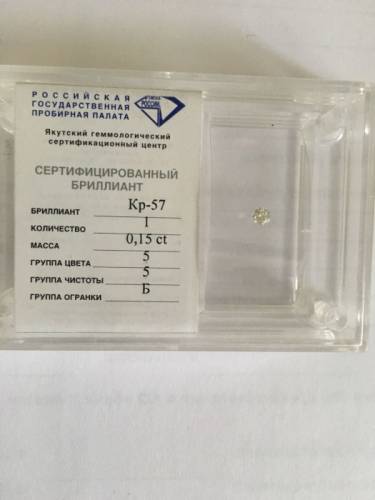 РОССИЙСКАЯ
ГОСУДАРСТВЕННАЯ
ПРОБИРНАЯ ПАЛАТА
РОССИИ
Якутский геммологический
сертификационный центр
СЕРТИФИЦИРОВАННЫЙ
БРИЛЛИАНТ
БРИЛЛИАНТ Кр-57
КОЛИЧЕСТВО 1
МАССА 0,15 ct
ГРУППА ЦВЕТА 5
ГРУППА ЧИСТОТЫ 5
ГРУППА ОГРАНКИ Б